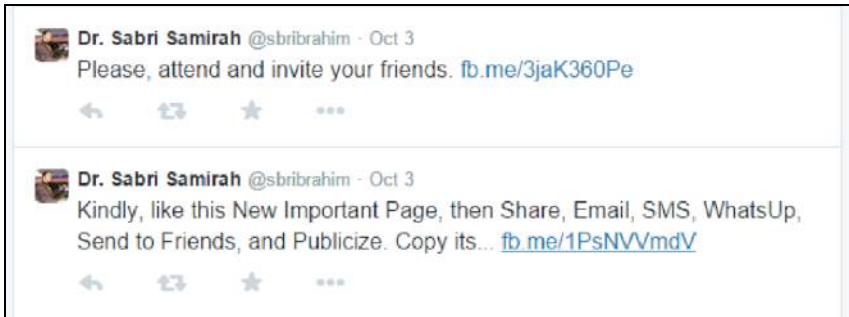 Dr. Sabri Samirah @sbribrahim · Oct 3
Please, attend and invite your friends. fb.me/3jaK360Pe
Dr. Sabri Samirah @sbribrahim · Oct 3
Kindly, like this New Important Page, then Share, Email, SMS, WhatsUp,
Send to Friends, and Publicize. Copy its... fb.me/1PsNVVmdV